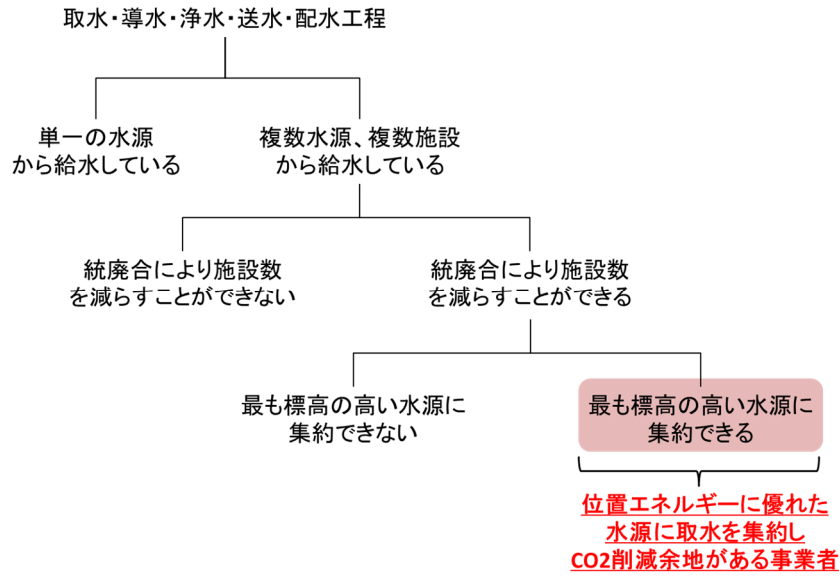 取水・導水・浄水・送水・配水工程
単一の水源
から給水している
複数水源、複数施設
から給水している
統廃合により施設数
を減らすことができない
統廃合により施設数
を減らすことができる
最も標高の高い水源に
集約できない
最も標高の高い水源に
集約できる
位置エネルギーに優れた
水源に取水を集約し
CO2削減余地がある事業者